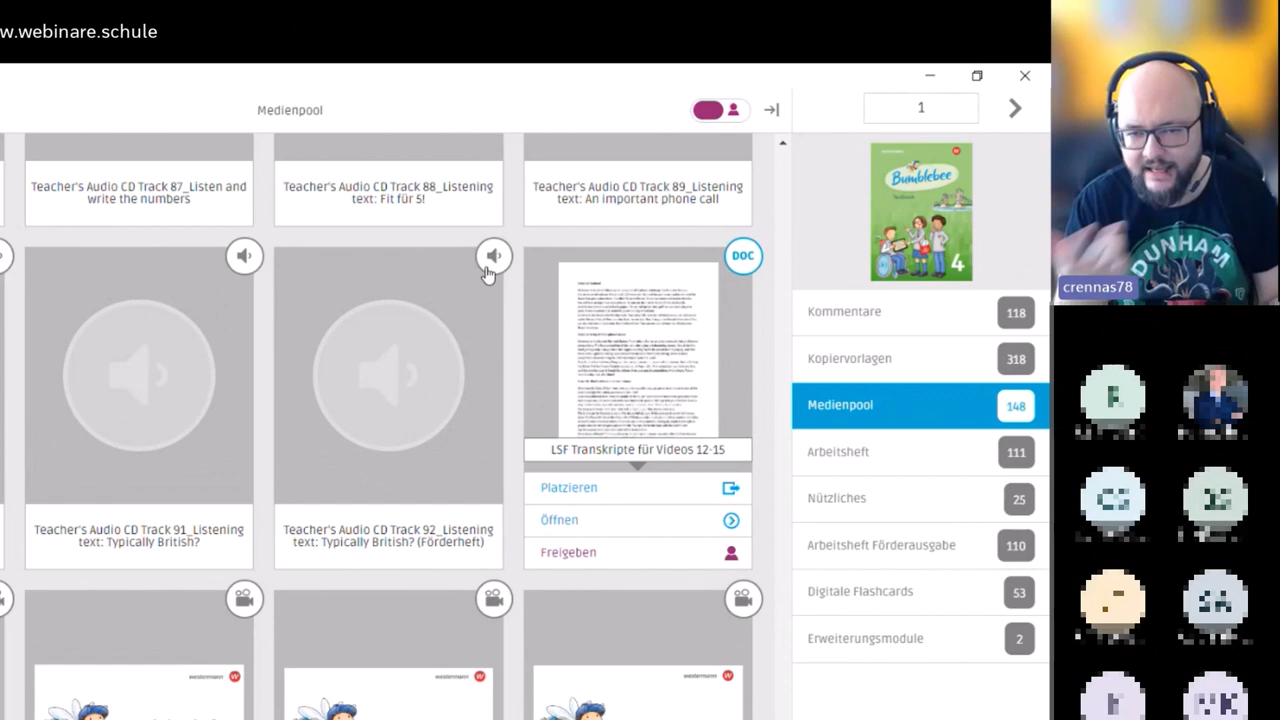 w.webinare.schule
Medienpool
1
Teacher's Audio CD Track 87_Listen and
write the numbers
Teacher's Audio CD Track 88_Listening
text: Fit für 5!
Teacher's Audio CD Track 89_Listening
text: An important phone call
westermann
Bumblebee
Textbook
4
crennas78
DUNHAM
DOC
LSF Transkripte für Videos 12-15
Platzieren
Öffnen
Freigeben
Teacher's Audio CD Track 91_Listening
text: Typically British?
Teacher's Audio CD Track 92_Listening
text: Typically British? (Förderheft)
westermann
westermann
westermann
Kommentare 118
Kopiervorlagen 318
Medienpool 148
Arbeitsheft 111
Nützliches 25
Arbeitsheft Förderausgabe 110
Digitale Flashcards 53
Erweiterungsmodule 2